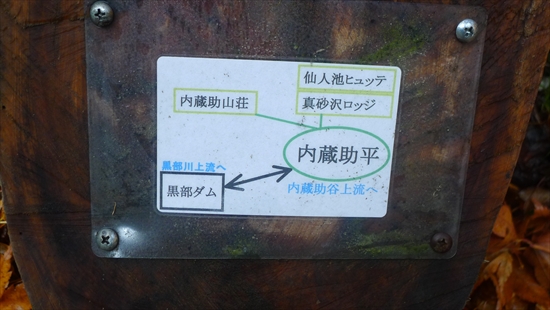 仙人池ヒュッテ
内蔵助山荘
真砂沢ロッジ
内蔵助平
黒部川上流へ
黒部ダム
内蔵助谷上流へ